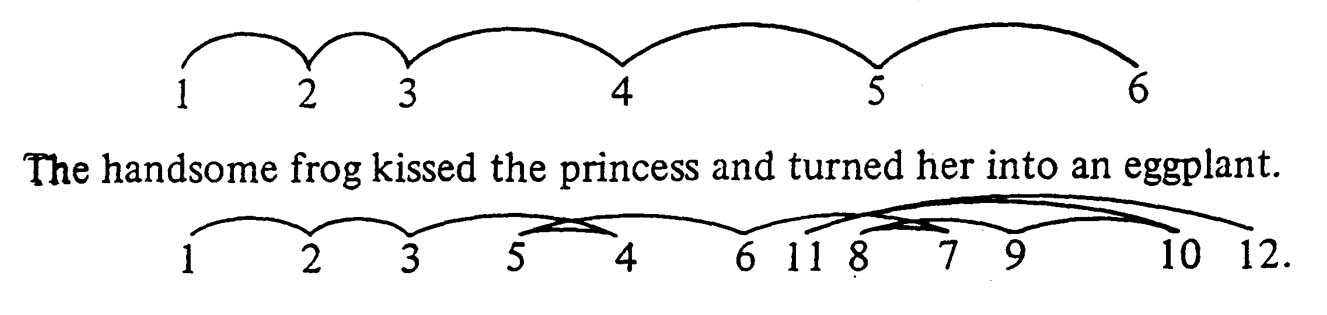 1 2 3 4 5 6
The handsome frog kissed the princess and turned her into an eggplant.
1 2 3 5 4 6 11 8 7 9 10 12.